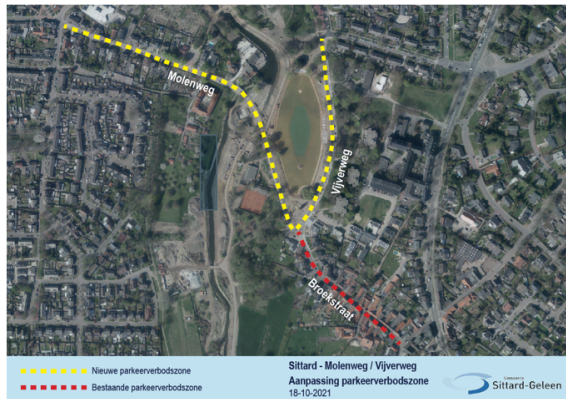 Molenweg
Vijverweg
Broekstraat
Nieuwe parkeerverbodszone
Bestaande parkeerverbodszone
Sittard - Molenweg / Vijverweg
Aanpassing parkeerverbodszone
18-10-2021
Gemeente
Sittard-Geleen